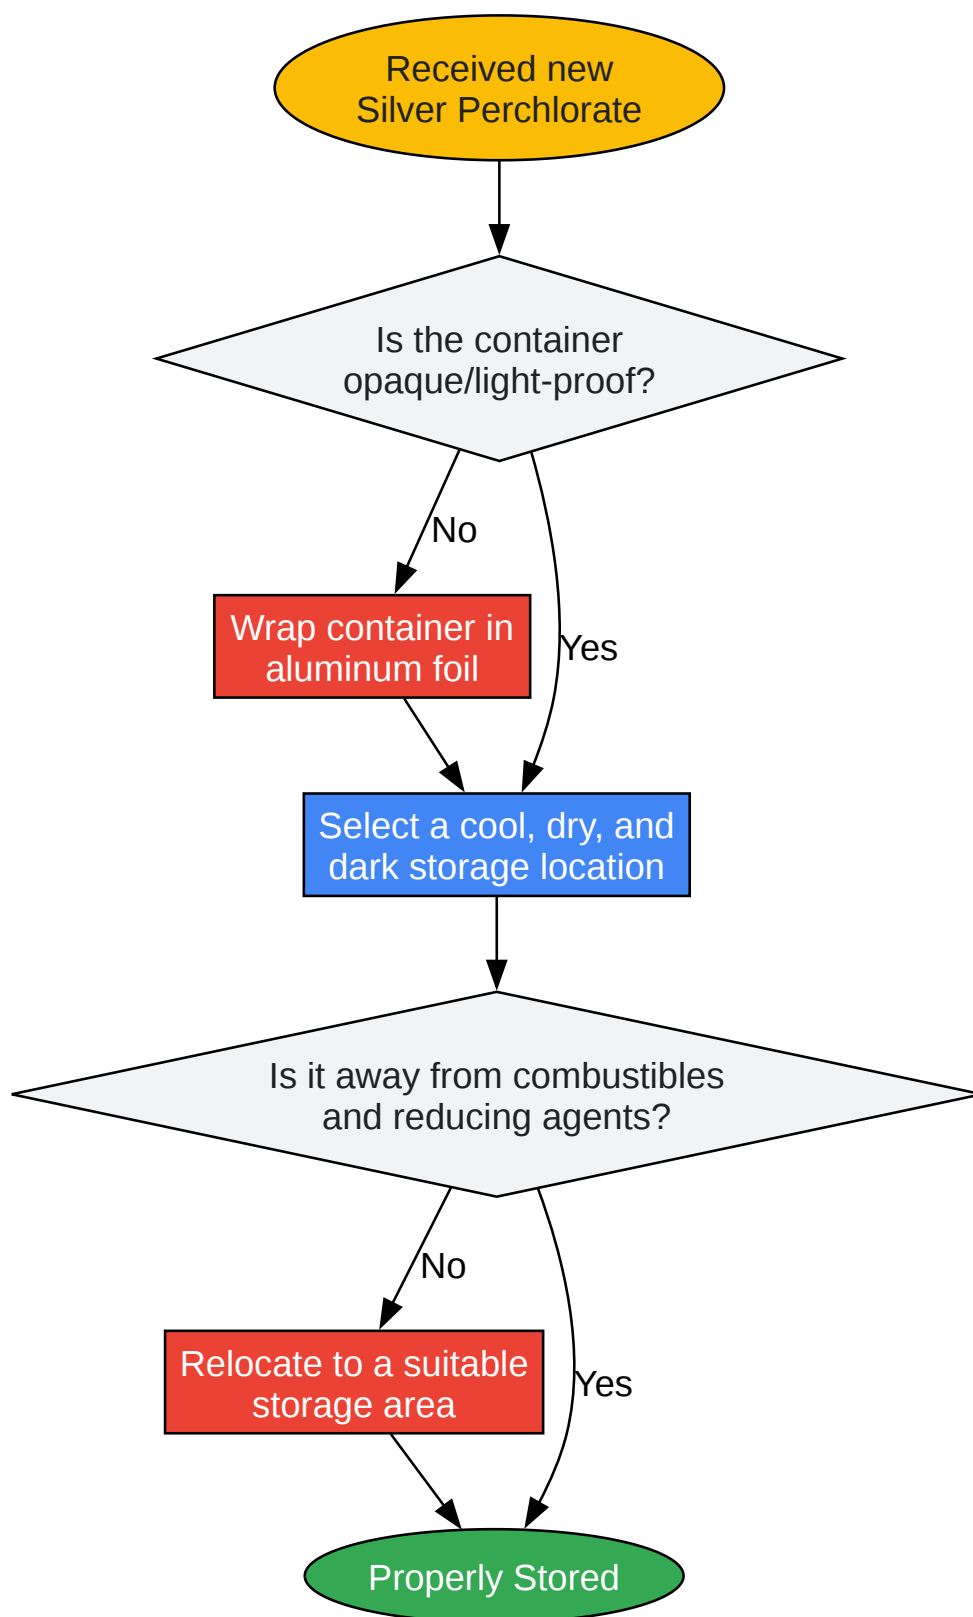 Received new
Silver Perchlorate
Is the container
opaque/light-proof?
No
Yes
Wrap container in
aluminum foil
Select a cool, dry, and
dark storage location
Is it away from combustibles
and reducing agents?
No
Yes
Relocate to a suitable
storage area
Properly Stored